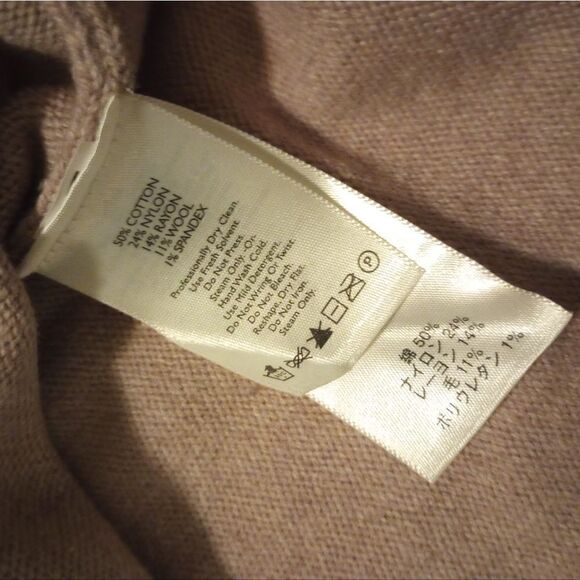 50% COTTON
24% NYLON
14% RAYON
11% WOOL
1% SPANDEX
Professionally Dry Clean.
Use Fresh Solvent.
Do Not Press
Steam Only. -Or-
Hand Wash Cold.
Use Mild Detergent.
Do Not Wring Or Twist.
Do Not Bleach.
Reshape, Dry Flat.
Do Not Iron.
Steam Only.
P
綿 50%
ナイロン 24%
レーヨン 14%
毛 11%
ポリウレタン 1%